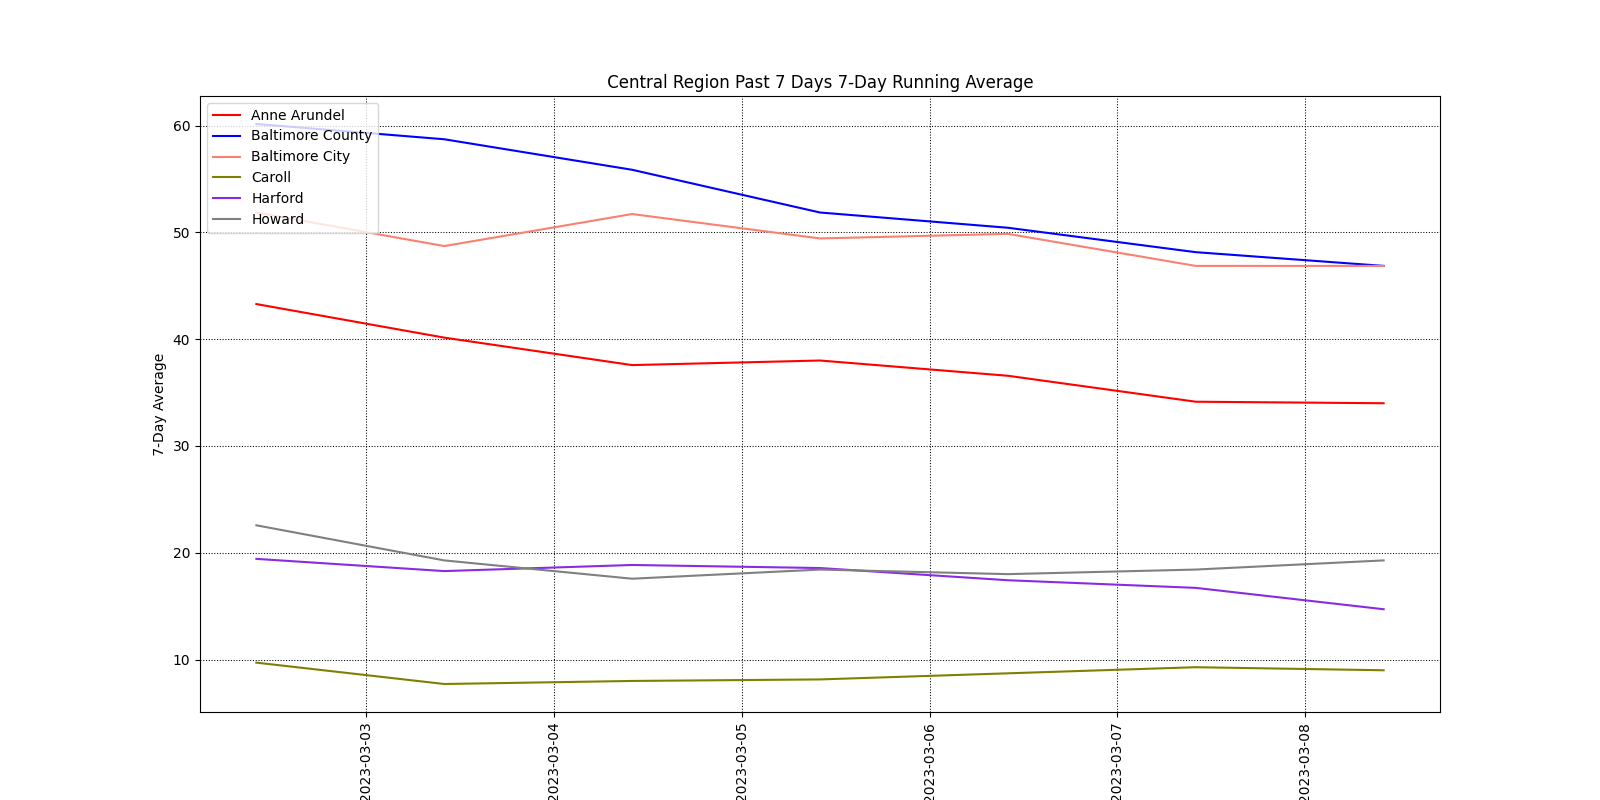 Central Region Past 7 Days 7-Day Running Average
Anne Arundel
Baltimore County
Baltimore City
Caroll
Harford
Howard
60
50
40
30
20
10
7-Day Average
2023-03-03
2023-03-04
2023-03-05
2023-03-06
2023-03-07
2023-03-08